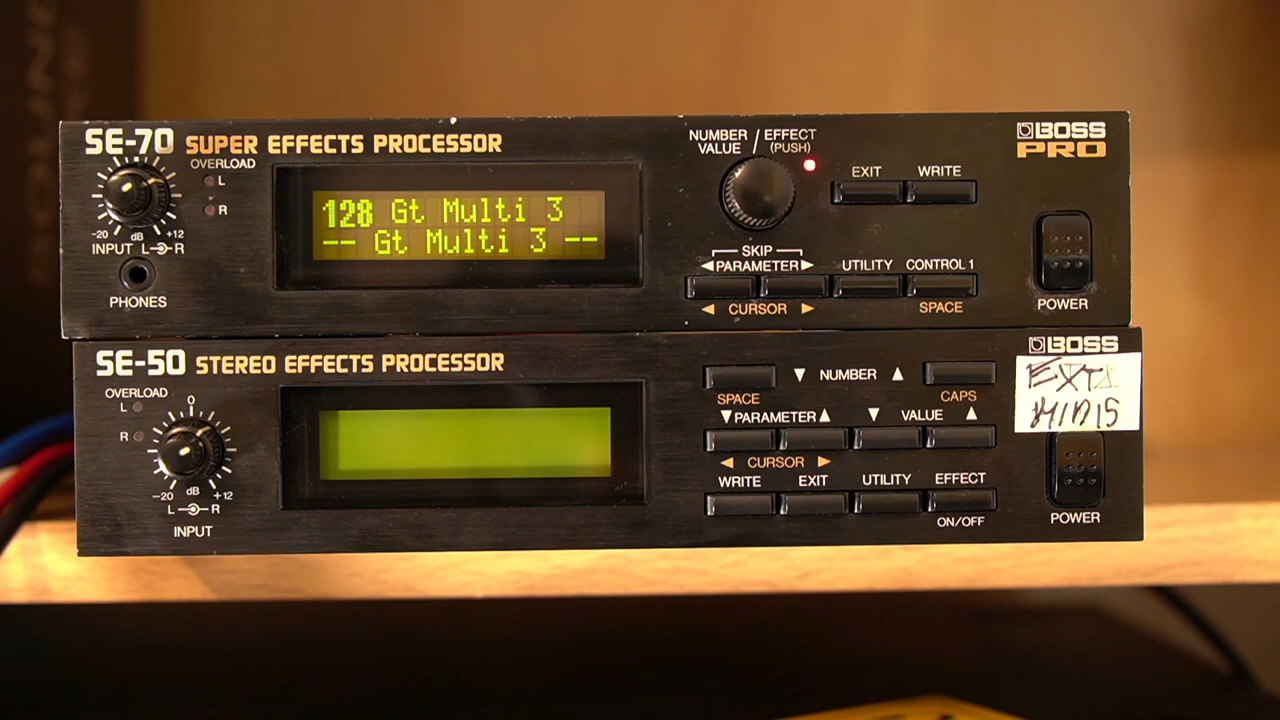 SE-70 SUPER EFFECTS PROCESSOR
OVERLOAD
L
R
-20 dB +12
INPUT L R
PHONES
128 Gt Multi 3
-- Gt Multi 3 --
NUMBER / EFFECT
VALUE (PUSH)
EXIT WRITE
SKIP
◀PARAMETER▶
UTILITY CONTROL 1
◀ CURSOR ▶
SPACE
BOSS
PRO
POWER
SE-50 STEREO EFFECTS PROCESSOR
OVERLOAD
L
R
0
-20 dB +12
L R
INPUT
▼ NUMBER ▲
SPACE
CAPS
▼PARAMETER▲
▼ VALUE ▲
◀ CURSOR ▶
WRITE EXIT UTILITY EFFECT
ON/OFF
BOSS
POWER